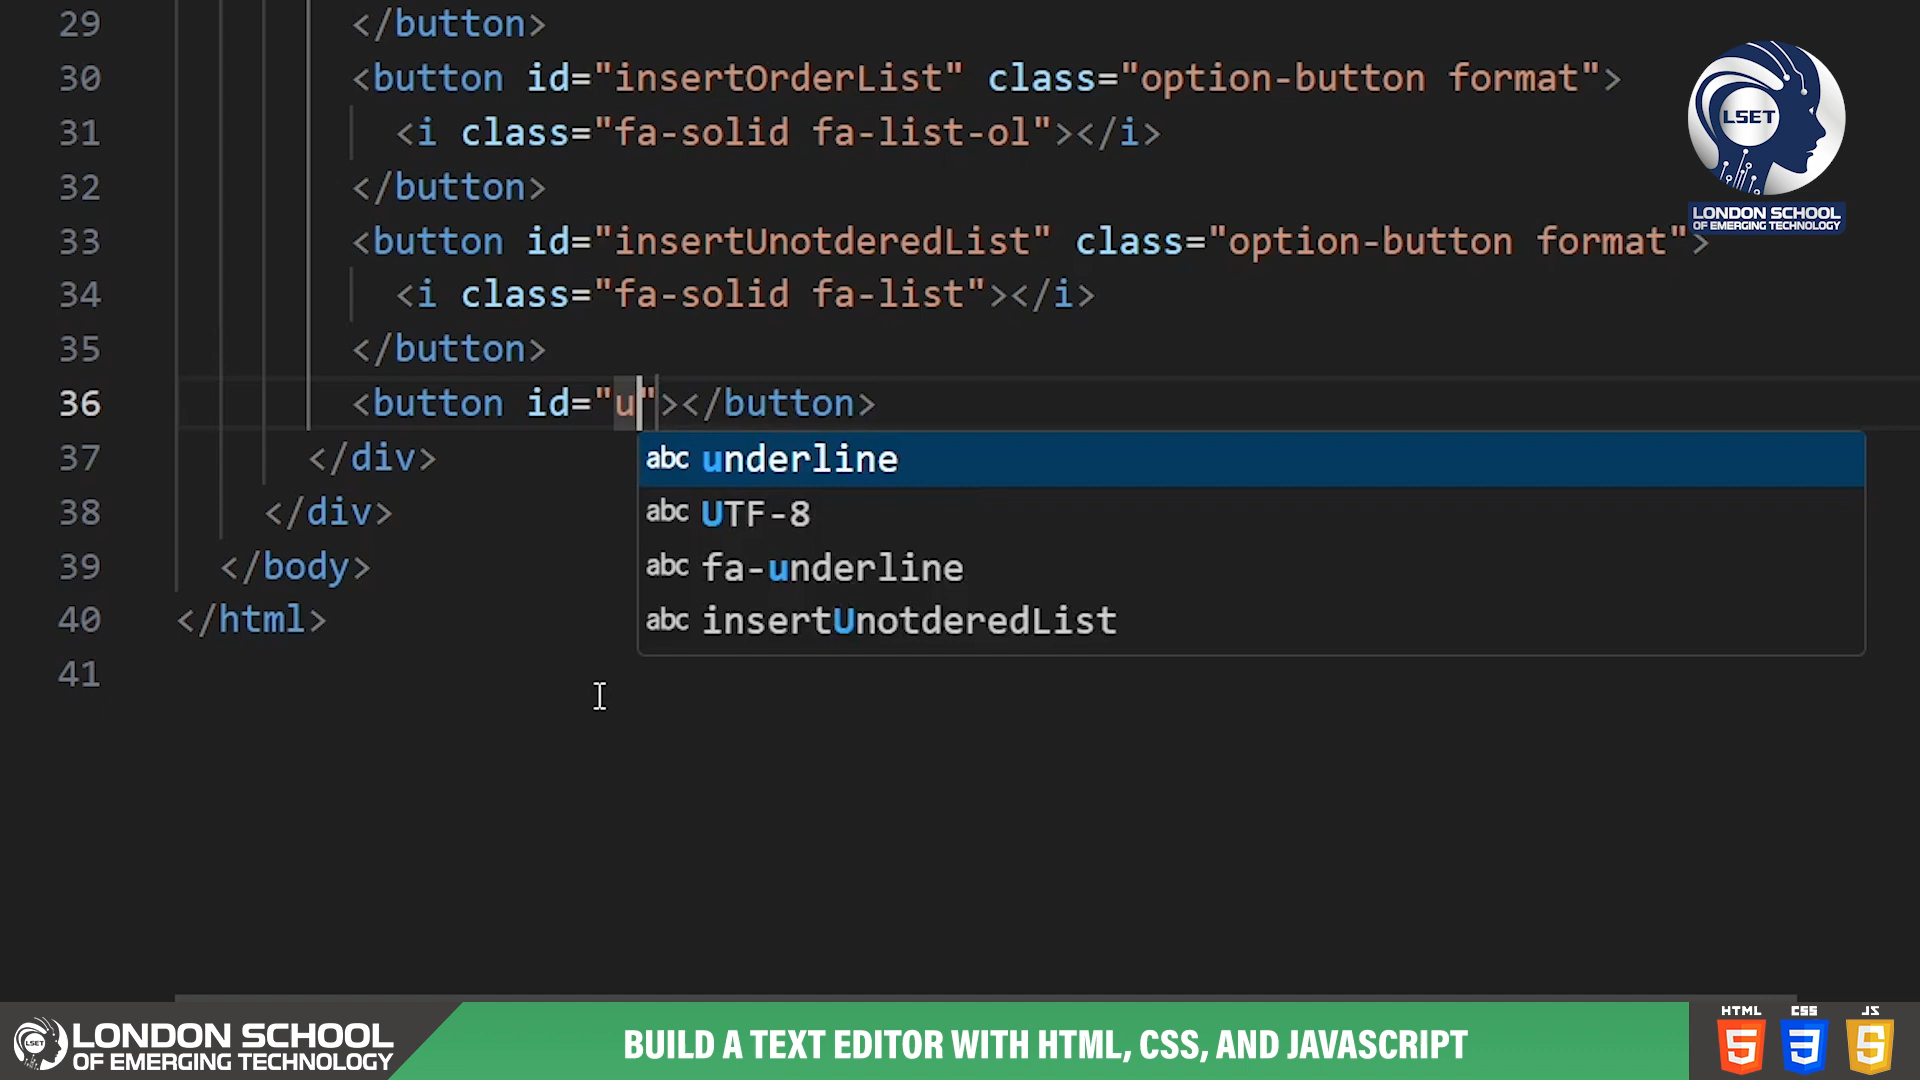 29 </button>
30 <button id="insertOrderList" class="option-button format">
31 <i class="fa-solid fa-list-ol"></i>
32 </button>
33 <button id="insertUnotderedList" class="option-button format">
34 <i class="fa-solid fa-list"></i>
35 </button>
36 <button id="u"></button>
37 </div>
38 </div>
39 </body>
40 </html>
41
abc underline
abc UTF-8
abc fa-underline
abc insertUnotderedList
LSET
LONDON SCHOOL
OF EMERGING TECHNOLOGY
LSET
LONDON SCHOOL
OF EMERGING TECHNOLOGY
BUILD A TEXT EDITOR WITH HTML, CSS, AND JAVASCRIPT
HTML CSS JS
5 3 5